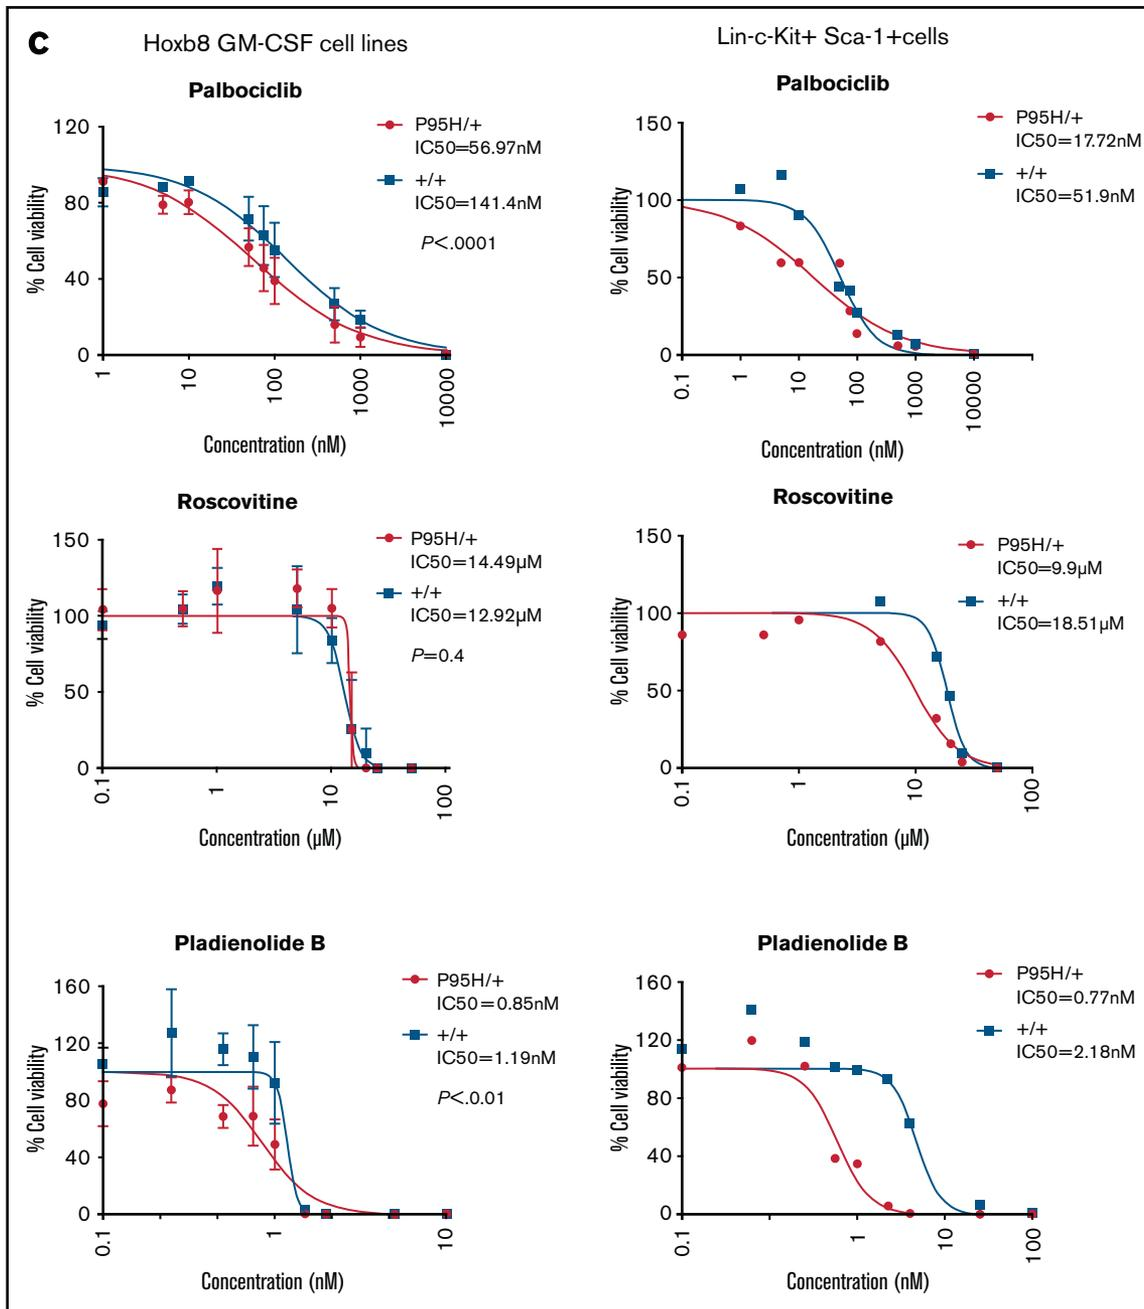 C
Hoxb8 GM-CSF cell lines
Lin-c-Kit+ Sca-1+cells
Palbociclib
P95H/+
IC50=56.97nM
+/+
IC50=141.4nM
P<.0001
% Cell viability
120
80
40
0
1
10
100
1000
10000
Concentration (nM)
Palbociclib
P95H/+
IC50=17.72nM
+/+
IC50=51.9nM
% Cell viability
150
100
50
0
0.1
1
10
100
1000
10000
Concentration (nM)
Roscovitine
P95H/+
IC50=14.49µM
+/+
IC50=12.92µM
P=0.4
% Cell viability
150
100
50
0
0.1
1
10
100
Concentration (µM)
Roscovitine
P95H/+
IC50=9.9µM
+/+
IC50=18.51µM
% Cell viability
150
100
50
0
0.1
1
10
100
Concentration (µM)
Pladienolide B
P95H/+
IC50=0.85nM
+/+
IC50=1.19nM
P<.01
% Cell viability
160
120
80
40
0
0.1
1
10
Concentration (nM)
Pladienolide B
P95H/+
IC50=0.77nM
+/+
IC50=2.18nM
% Cell viability
160
120
80
40
0
0.1
1
10
100
Concentration (nM)